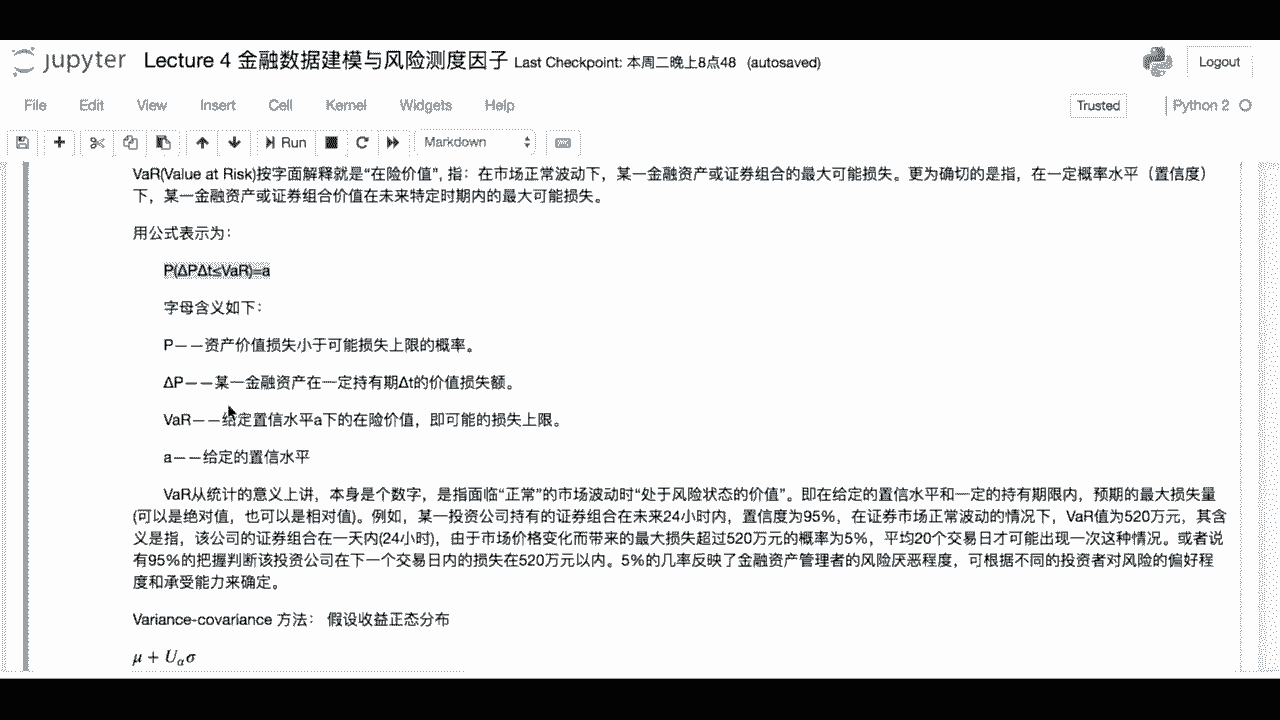 jupyter Lecture 4 金融数据建模与风险测度因子 Last Checkpoint: 本周二晚上8点48 (autosaved)
Logout
File Edit View Insert Cell Kernel Widgets Help
Trusted Python 2
Run Markdown
VaR(Value at Risk)按字面解释就是“在险价值”, 指：在市场正常波动下，某一金融资产或证券组合的最大可能损失。更为确切的是指，在一定概率水平（置信度）
下，某一金融资产或证券组合价值在未来特定时期内的最大可能损失。
用公式表示为：
P(ΔPΔt≤VaR)=a
字母含义如下：
P——资产价值损失小于可能损失上限的概率。
ΔP——某一金融资产在一定持有期Δt的价值损失额。
VaR——给定置信水平a下的在险价值，即可能的损失上限。
a——给定的置信水平
VaR从统计的意义上讲，本身是个数字，是指面临“正常”的市场波动时“处于风险状态的价值”。即在给定的置信水平和一定的持有期限内，预期的最大损失量
(可以是绝对值，也可以是相对值)。例如，某一投资公司持有的证券组合在未来24小时内，置信度为95%，在证券市场正常波动的情况下，VaR值为520万元，其含
义是指，该公司的证券组合在一天内(24小时)，由于市场价格变化而带来的最大损失超过520万元的概率为5%，平均20个交易日才可能出现一次这种情况。或者说
有95%的把握判断该投资公司在下一个交易日内的损失在520万元以内。5%的几率反映了金融资产管理者的风险厌恶程度，可根据不同的投资者对风险的偏好程
度和承受能力来确定。
Variance-covariance 方法： 假设收益正态分布
μ + Uασ